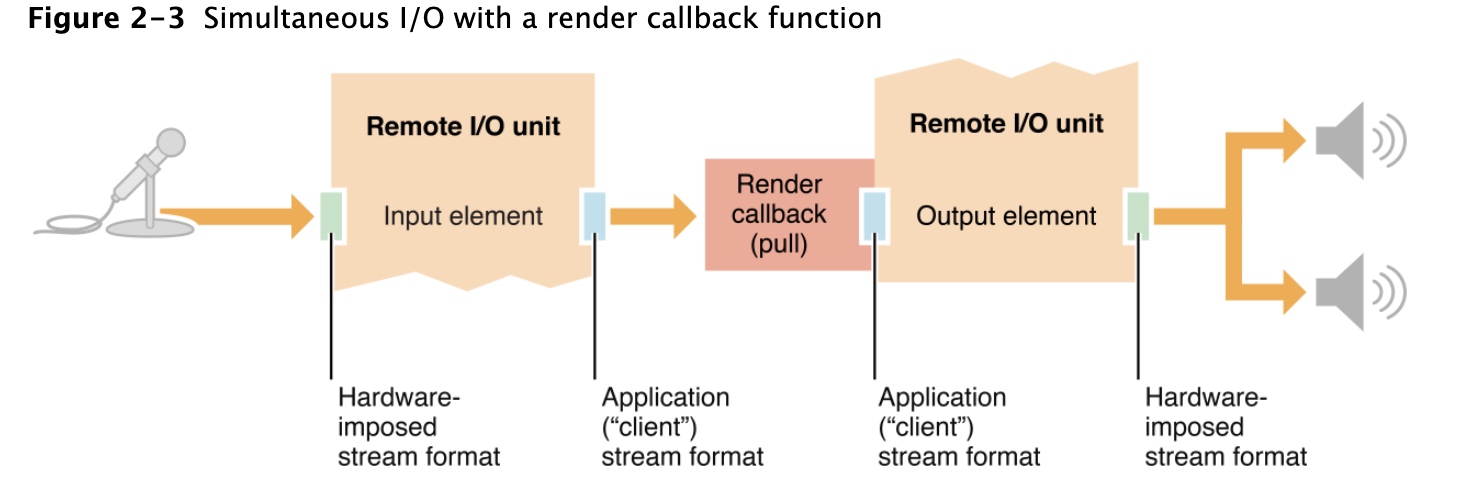 Figure 2-3 Simultaneous I/O with a render callback function
Remote I/O unit
Input element
Render
callback
(pull)
Remote I/O unit
Output element
Hardware-
imposed
stream format
Application
(“client”)
stream format
Application
(“client”)
stream format
Hardware-
imposed
stream format